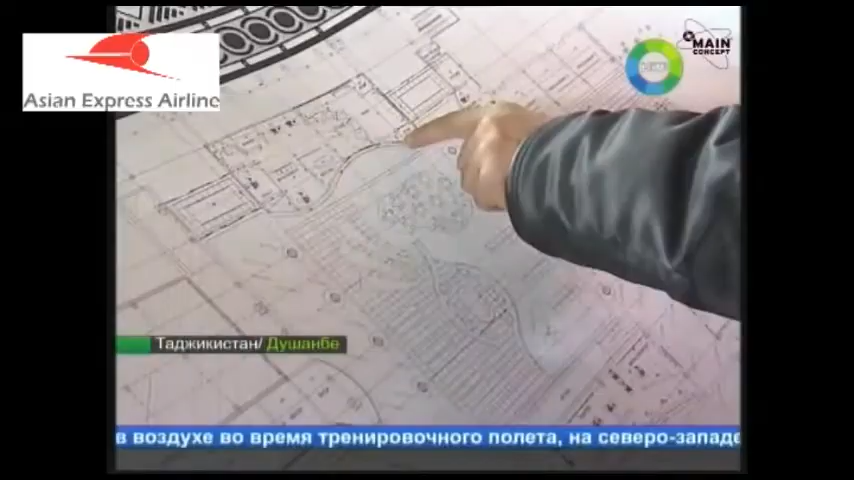 MAIN
CONCEPT
Asian Express Airline
Таджикистан/ Душанбе
в воздухе во время тренировочного полета, на северо-западе